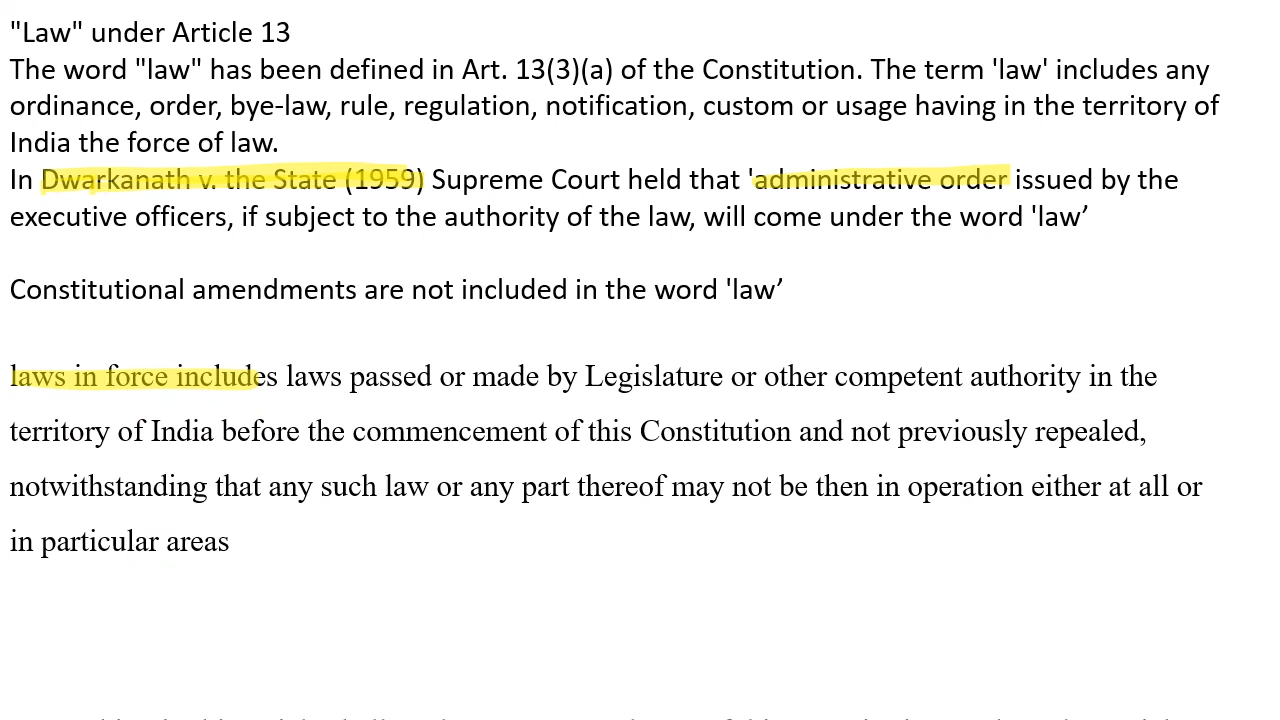 "Law" under Article 13
The word "law" has been defined in Art. 13(3)(a) of the Constitution. The term 'law' includes any
ordinance, order, bye-law, rule, regulation, notification, custom or usage having in the territory of
India the force of law.
In Dwarkanath v. the State (1959) Supreme Court held that 'administrative order issued by the
executive officers, if subject to the authority of the law, will come under the word 'law’
Constitutional amendments are not included in the word 'law’
laws in force includes laws passed or made by Legislature or other competent authority in the
territory of India before the commencement of this Constitution and not previously repealed,
notwithstanding that any such law or any part thereof may not be then in operation either at all or
in particular areas